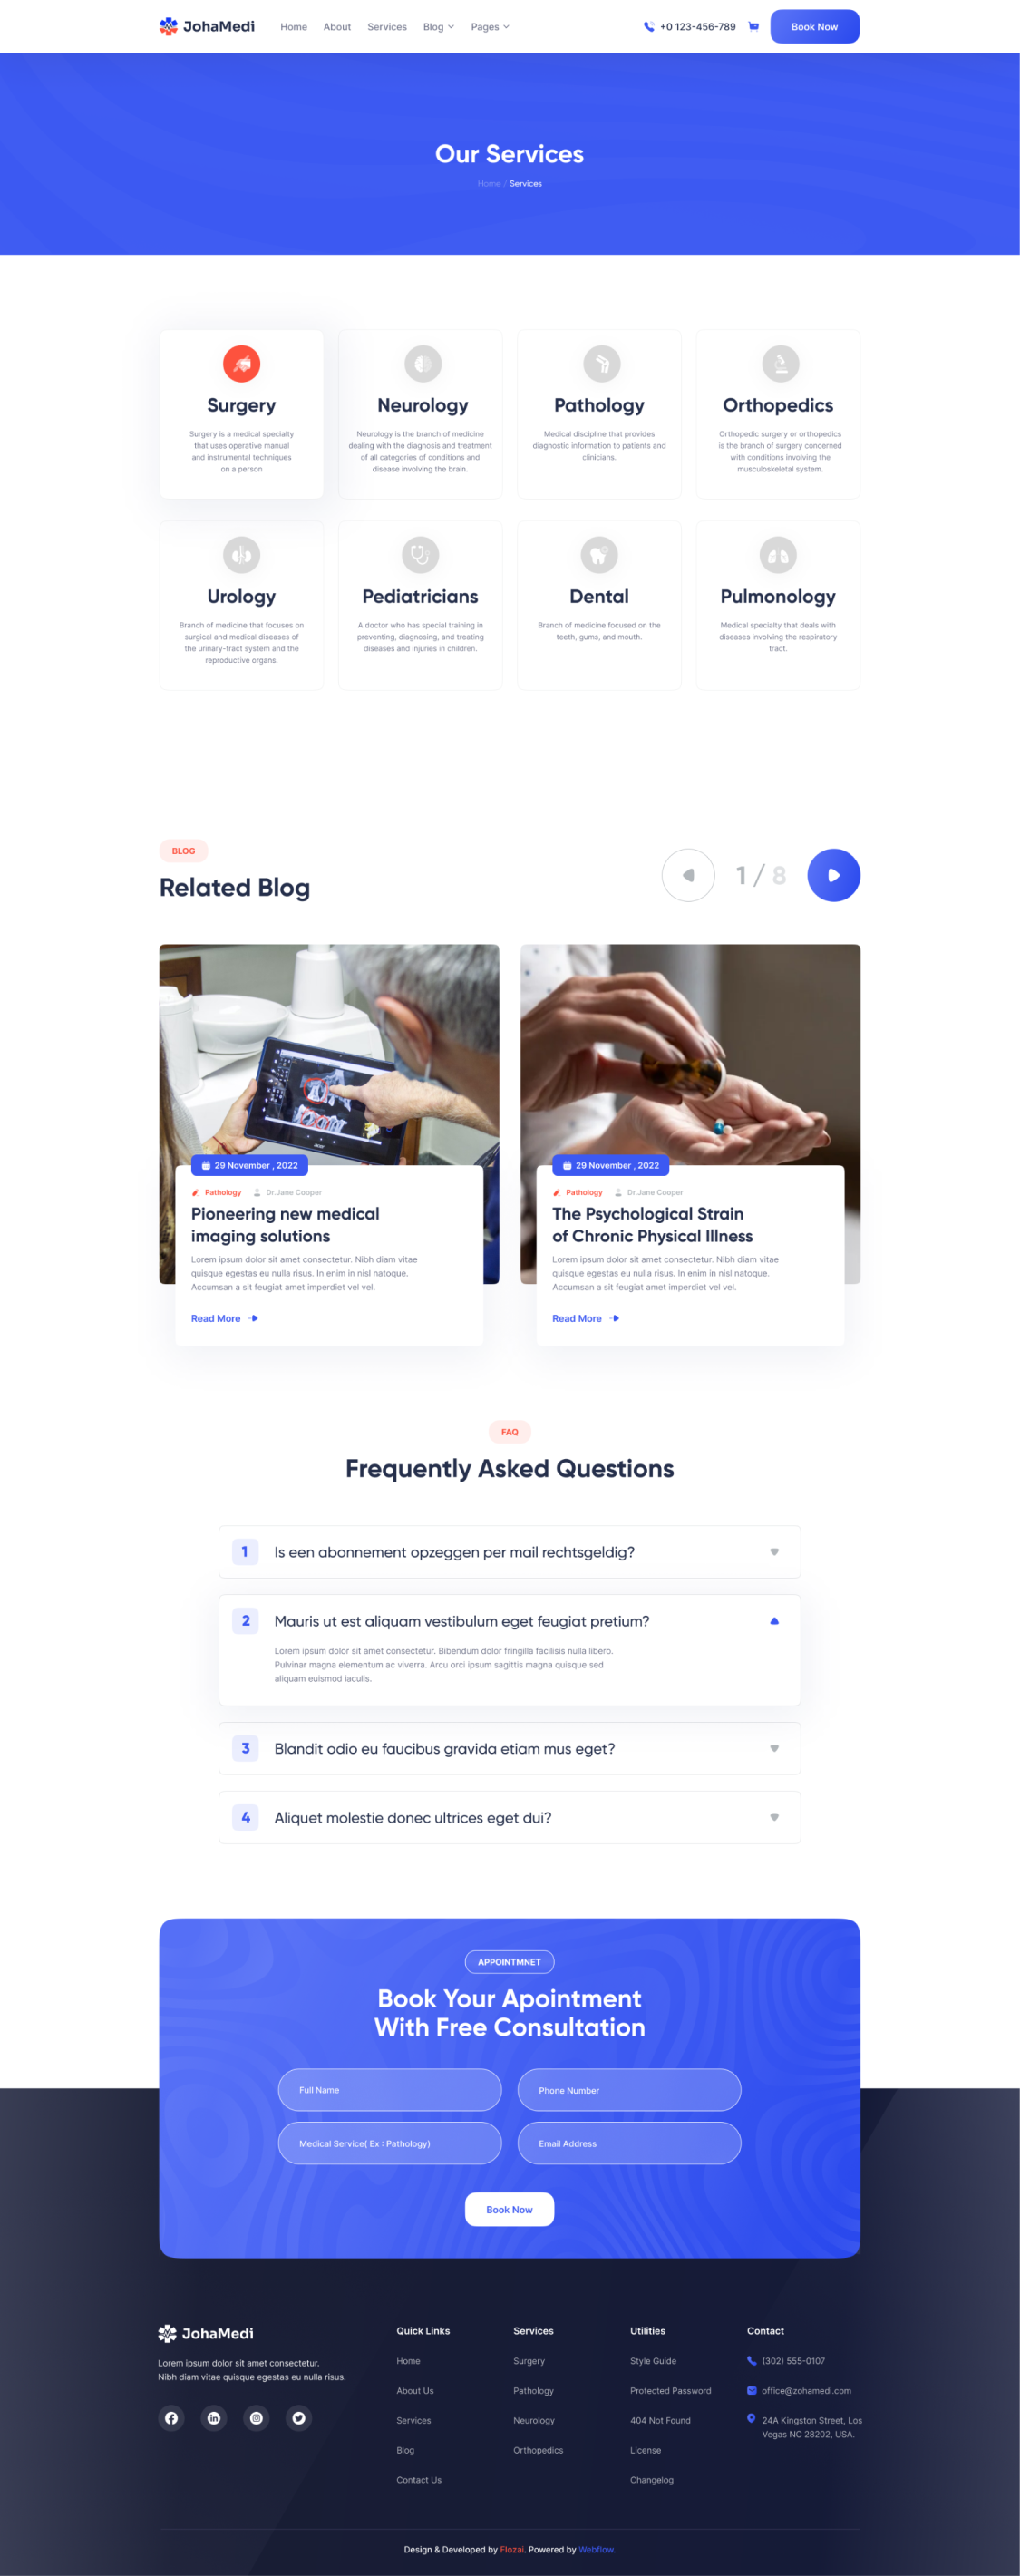 JohaMedi
Home
About
Services
Blog
Pages
+0 123-456-789
Book Now
Our Services
Home / Services
Surgery
Surgery is a medical specialty
that uses operative manual
and instrumental techniques
on a person
Neurology
Neurology is the branch of medicine
dealing with the diagnosis and treatment
of all categories of conditions and
disease involving the brain.
Pathology
Medical discipline that provides
diagnostic information to patients and
clinicians.
Orthopedics
Orthopedic surgery or orthopedics
is the branch of surgery concerned
with conditions involving the
musculoskeletal system.
Urology
Branch of medicine that focuses on
surgical and medical diseases of
the urinary-tract system and the
reproductive organs.
Pediatricians
A doctor who has special training in
preventing, diagnosing, and treating
diseases and injuries in children.
Dental
Branch of medicine focused on the
teeth, gums, and mouth.
Pulmonology
Medical specialty that deals with
diseases involving the respiratory
tract.
BLOG
Related Blog
1 / 8
acer
29 November , 2022
Pathology
Dr.Jane Cooper
Pioneering new medical
imaging solutions
Lorem ipsum dolor sit amet consectetur. Nibh diam vitae
quisque egestas eu nulla risus. In enim in nisl natoque.
Accumsan a sit feugiat amet imperdiet vel vel.
Read More
29 November , 2022
Pathology
Dr.Jane Cooper
The Psychological Strain
of Chronic Physical Illness
Lorem ipsum dolor sit amet consectetur. Nibh diam vitae
quisque egestas eu nulla risus. In enim in nisl natoque.
Accumsan a sit feugiat amet imperdiet vel vel.
Read More
FAQ
Frequently Asked Questions
1 Is een abonnement opzeggen per mail rechtsgeldig?
2 Mauris ut est aliquam vestibulum eget feugiat pretium?
Lorem ipsum dolor sit amet consectetur. Bibendum dolor fringilla facilisis nulla libero.
Pulvinar magna elementum ac viverra. Arcu orci ipsum sagittis magna quisque sed
aliquam euismod iaculis.
3 Blandit odio eu faucibus gravida etiam mus eget?
4 Aliquet molestie donec ultrices eget dui?
APPOINTMNET
Book Your Apointment
With Free Consultation
Full Name
Phone Number
Medical Service( Ex : Pathology)
Email Address
Book Now
JohaMedi
Lorem ipsum dolor sit amet consectetur.
Nibh diam vitae quisque egestas eu nulla risus.
Quick Links
Home
About Us
Services
Blog
Contact Us
Services
Surgery
Pathology
Neurology
Orthopedics
Utilities
Style Guide
Protected Password
404 Not Found
License
Changelog
Contact
(302) 555-0107
office@zohamedi.com
24A Kingston Street, Los
Vegas NC 28202, USA.
Design & Developed by Flozai. Powered by Webflow.